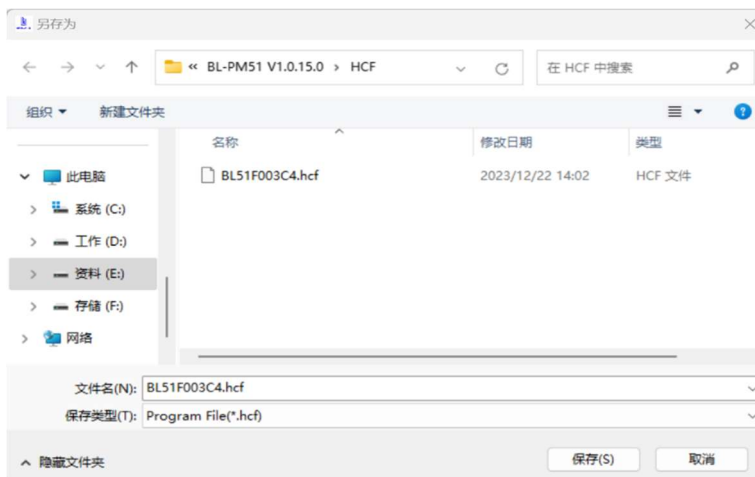 另存为
« BL-PM51 V1.0.15.0 › HCF
在 HCF 中搜索
组织 新建文件夹
名称 修改日期 类型
此电脑
BL51F003C4.hcf 2023/12/22 14:02 HCF 文件
系统 (C:)
工作 (D:)
资料 (E:)
存储 (F:)
网络
文件名(N): BL51F003C4.hcf
保存类型(T): Program File(*.hcf)
隐藏文件夹 保存(S) 取消